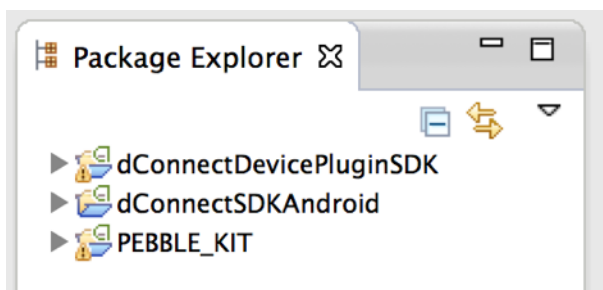 Package Explorer
dConnectDevicePluginSDK
dConnectSDKAndroid
PEBBLE_KIT